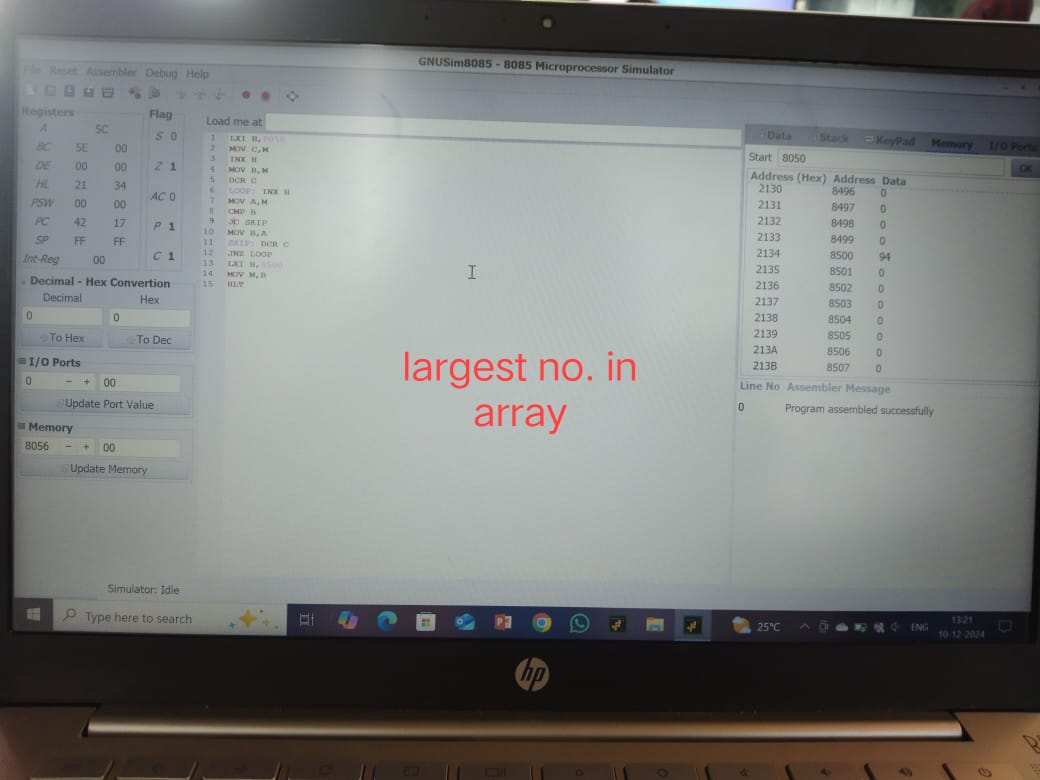 GNUSim8085 - 8085 Microprocessor Simulator
File Reset Assembler Debug Help
Registers
A 5C
BC 5E 00
DE 00 00
HL 21 34
PSW 00 00
PC 42 17
SP FF FF
Int-Reg 00
Flag
S 0
Z 1
AC 0
P 1
C 1
Decimal - Hex Convertion
Decimal Hex
0 0
To Hex To Dec
I/O Ports
0 - + 00
Update Port Value
Memory
8056 - + 00
Update Memory
Load me at
1 LXI H,8050
2 MOV C,M
3 INX H
4 MOV B,M
5 DCR C
6 LOOP: INX H
7 MOV A,M
8 CMP B
9 JC SKIP
10 MOV B,A
11 SKIP: DCR C
12 JNZ LOOP
13 LXI H,8500
14 MOV M,B
15 HLT
largest no. in
array
Data Stack KeyPad Memory I/O Ports
Start 8050 OK
Address (Hex) Address Data
2130 8496 0
2131 8497 0
2132 8498 0
2133 8499 0
2134 8500 94
2135 8501 0
2136 8502 0
2137 8503 0
2138 8504 0
2139 8505 0
213A 8506 0
213B 8507 0
Line No Assembler Message
0 Program assembled successfully
Simulator: Idle
Type here to search
25°C
ENG
13:21
10-12-2024
hp